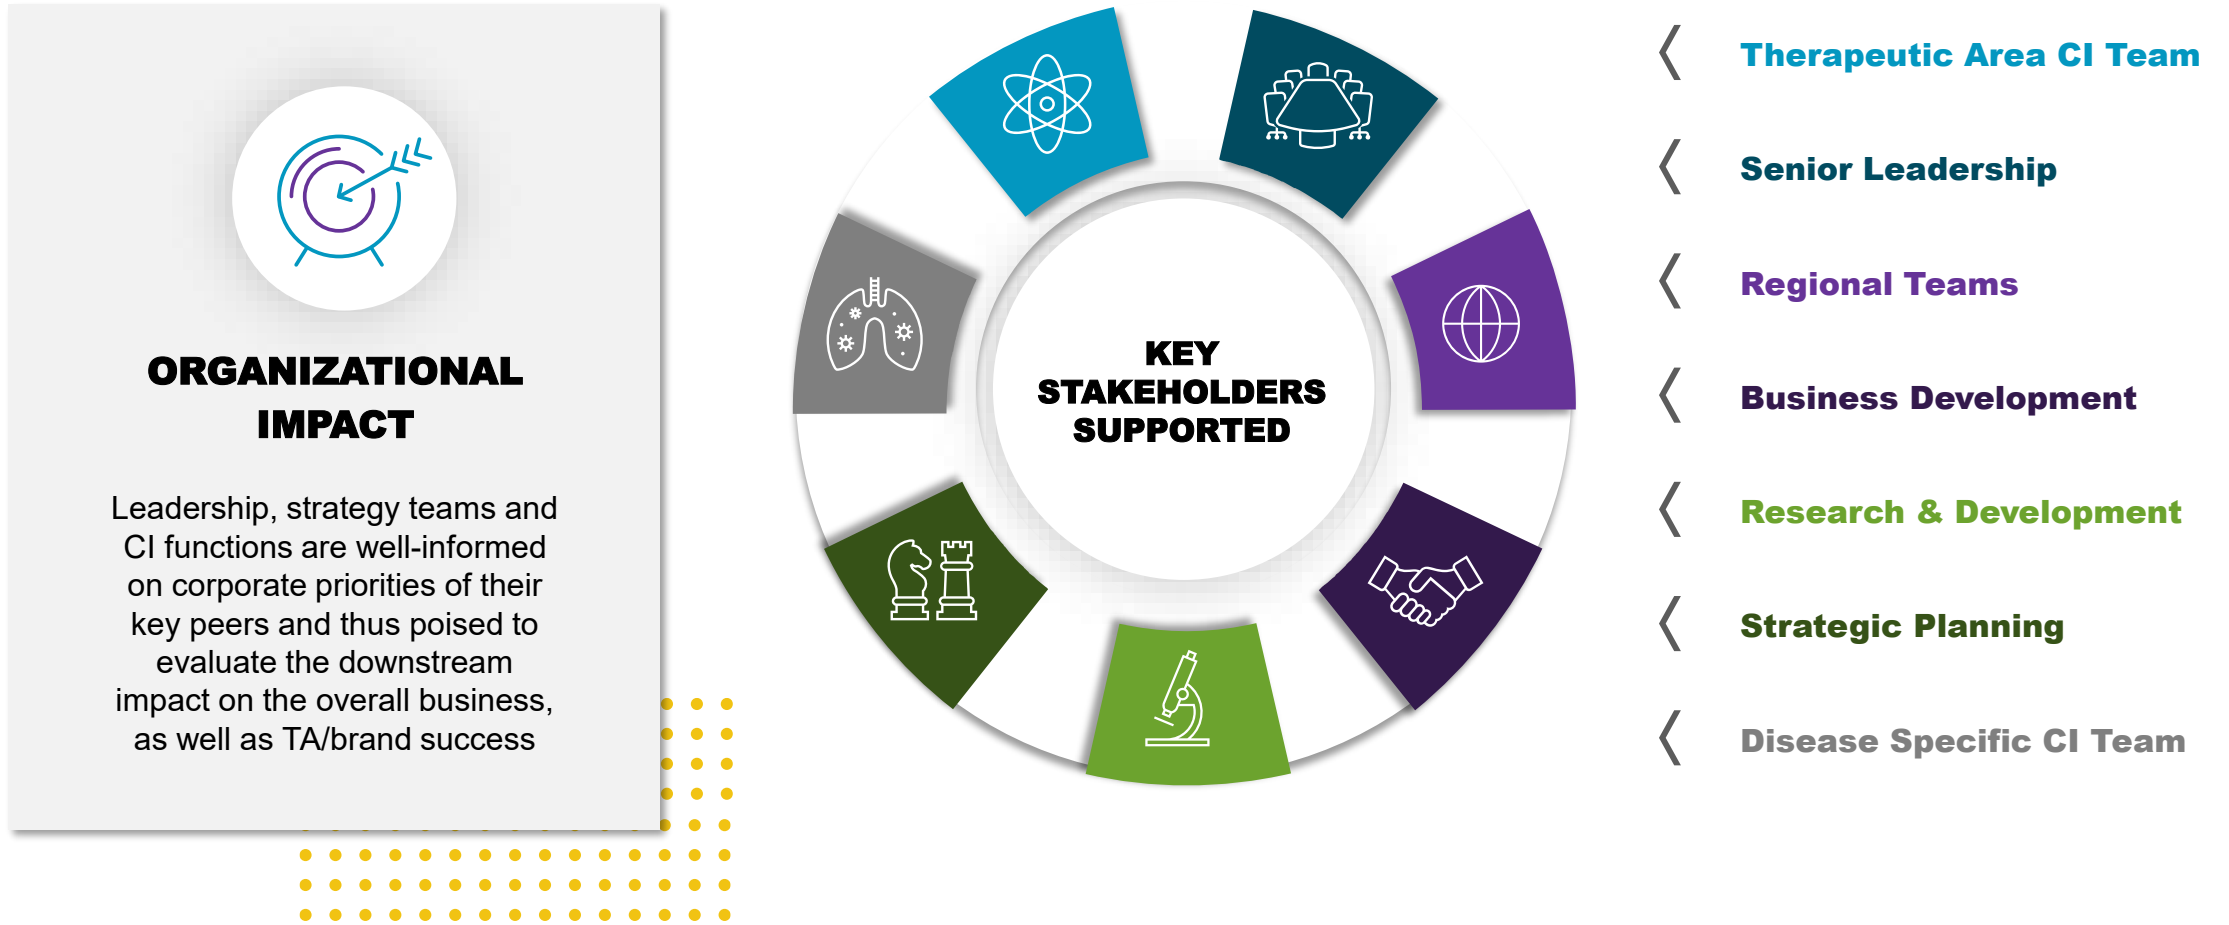 ORGANIZATIONAL
IMPACT
Leadership, strategy teams and
CI functions are well-informed
on corporate priorities of their
key peers and thus poised to
evaluate the downstream
impact on the overall business,
as well as TA/brand success
KEY
STAKEHOLDERS
SUPPORTED
Therapeutic Area CI Team
Senior Leadership
Regional Teams
Business Development
Research & Development
Strategic Planning
Disease Specific CI Team